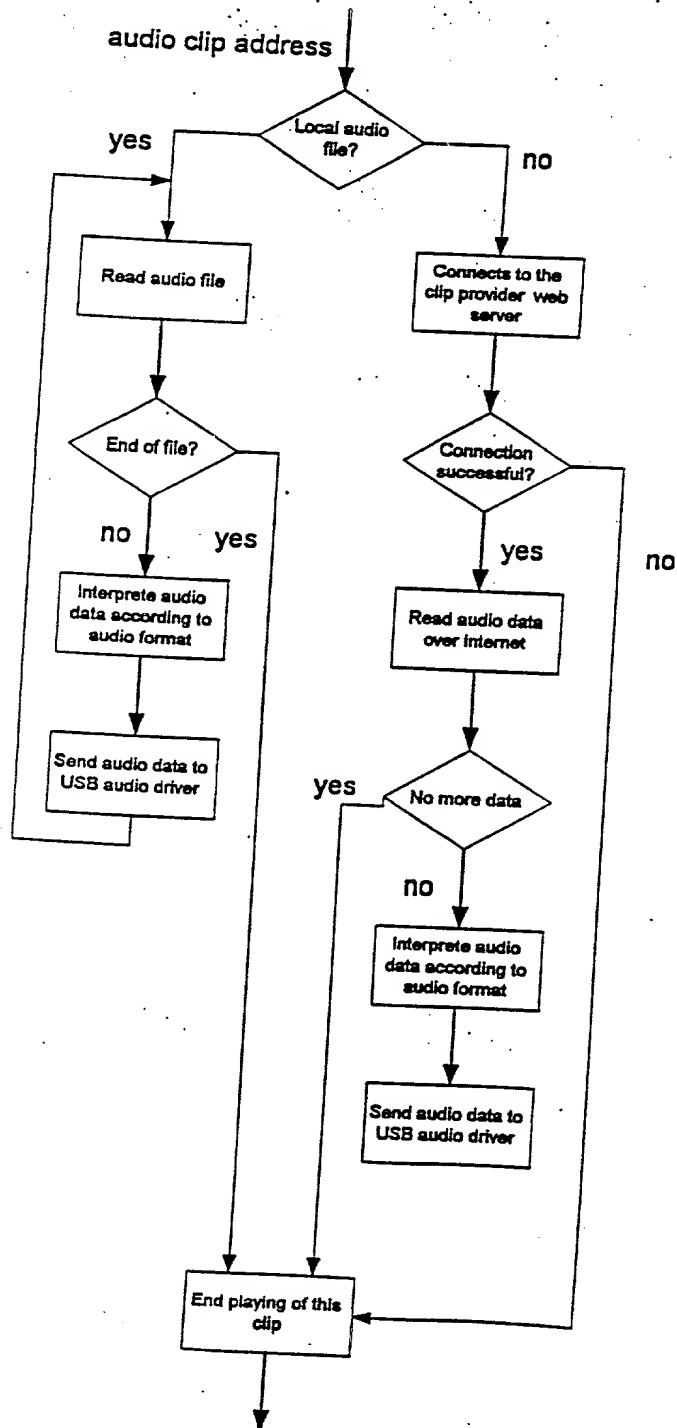 audio clip address
Local audio
file?
yes
no
Read audio file
Connects to the
clip provider web
server
End of file?
Connection
successful?
no
yes
yes
no
Interprete audio
data according to
audio format
Read audio data
over internet
Send audio data to
USB audio driver
yes
No more data
no
Interprete audio
data according to
audio format
Send audio data to
USB audio driver
End playing of this
clip